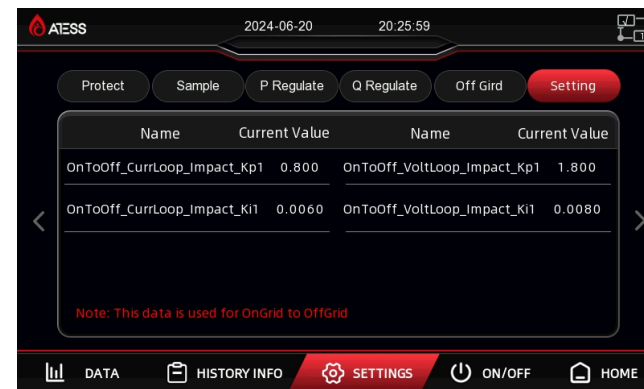 ATESS 2024-06-20 20:25:59
Protect Sample P Regulate Q Regulate Off Gird Setting
Name Current Value Name Current Value
OnToOff_CurrLoop_Impact_Kp1 0.800 OnToOff_VoltLoop_Impact_Kp1 1.800
OnToOff_CurrLoop_Impact_Ki1 0.0060 OnToOff_VoltLoop_Impact_Ki1 0.0080
Note: This data is used for OnGrid to OffGrid
DATA HISTORY INFO SETTINGS ON/OFF HOME